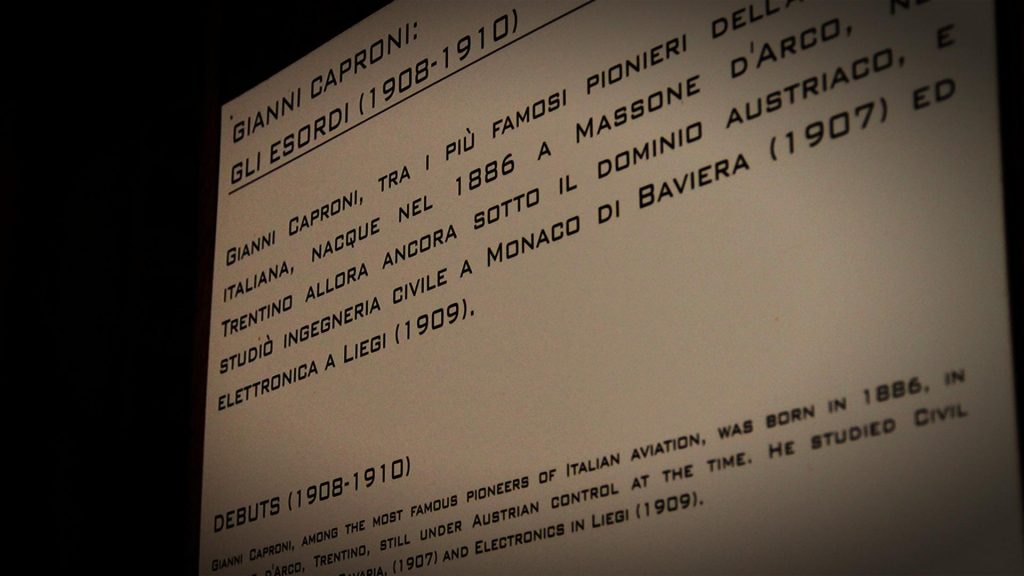 GIANNI CAPRONI:
GLI ESORDI (1908-1910)
GIANNI CAPRONI, TRA I PIÙ FAMOSI PIONIERI
ITALIANA, NACQUE NEL 1886 A MASSONE D'ARCO,
TRENTINO ALLORA ANCORA SOTTO IL DOMINIO AUSTRIACO, E
STUDIÒ INGEGNERIA CIVILE A MONACO DI BAVIERA (1907) ED
ELETTRONICA A LIEGI (1909).
DEBUTS (1908-1910)
GIANNI CAPRONI, AMONG THE MOST FAMOUS PIONEERS OF ITALIAN AVIATION, WAS BORN IN 1886, IN
D'ARCO, TRENTINO, STILL UNDER AUSTRIAN CONTROL AT THE TIME. HE STUDIED CIVIL
(1907) AND ELECTRONICS IN LIEGI (1909).